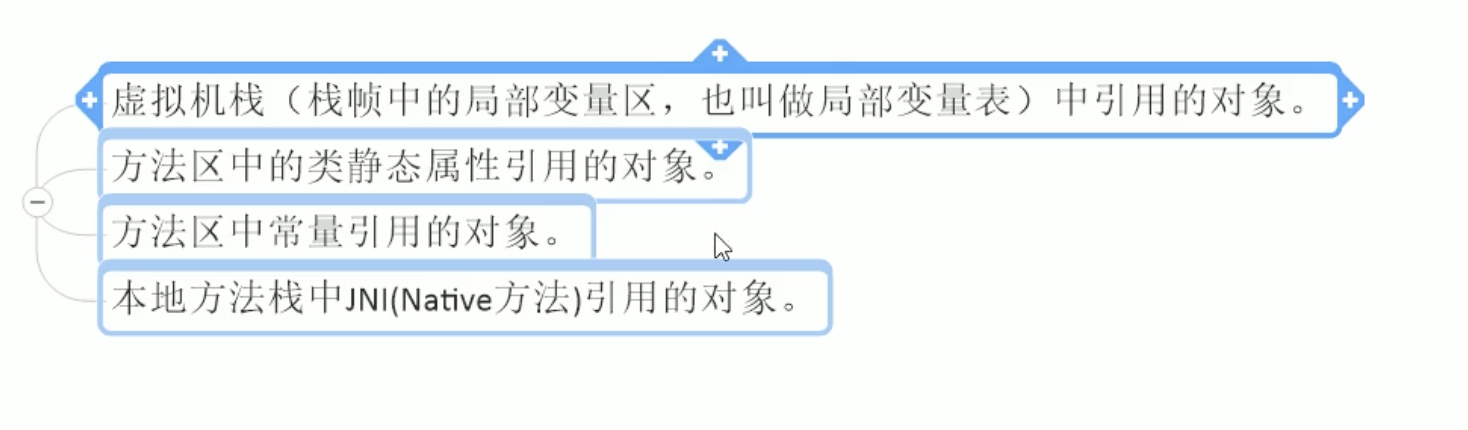 虚拟机栈（栈帧中的局部变量区，也叫做局部变量表）中引用的对象。
方法区中的类静态属性引用的对象。
方法区中常量引用的对象。
本地方法栈中JNI(Native方法)引用的对象。